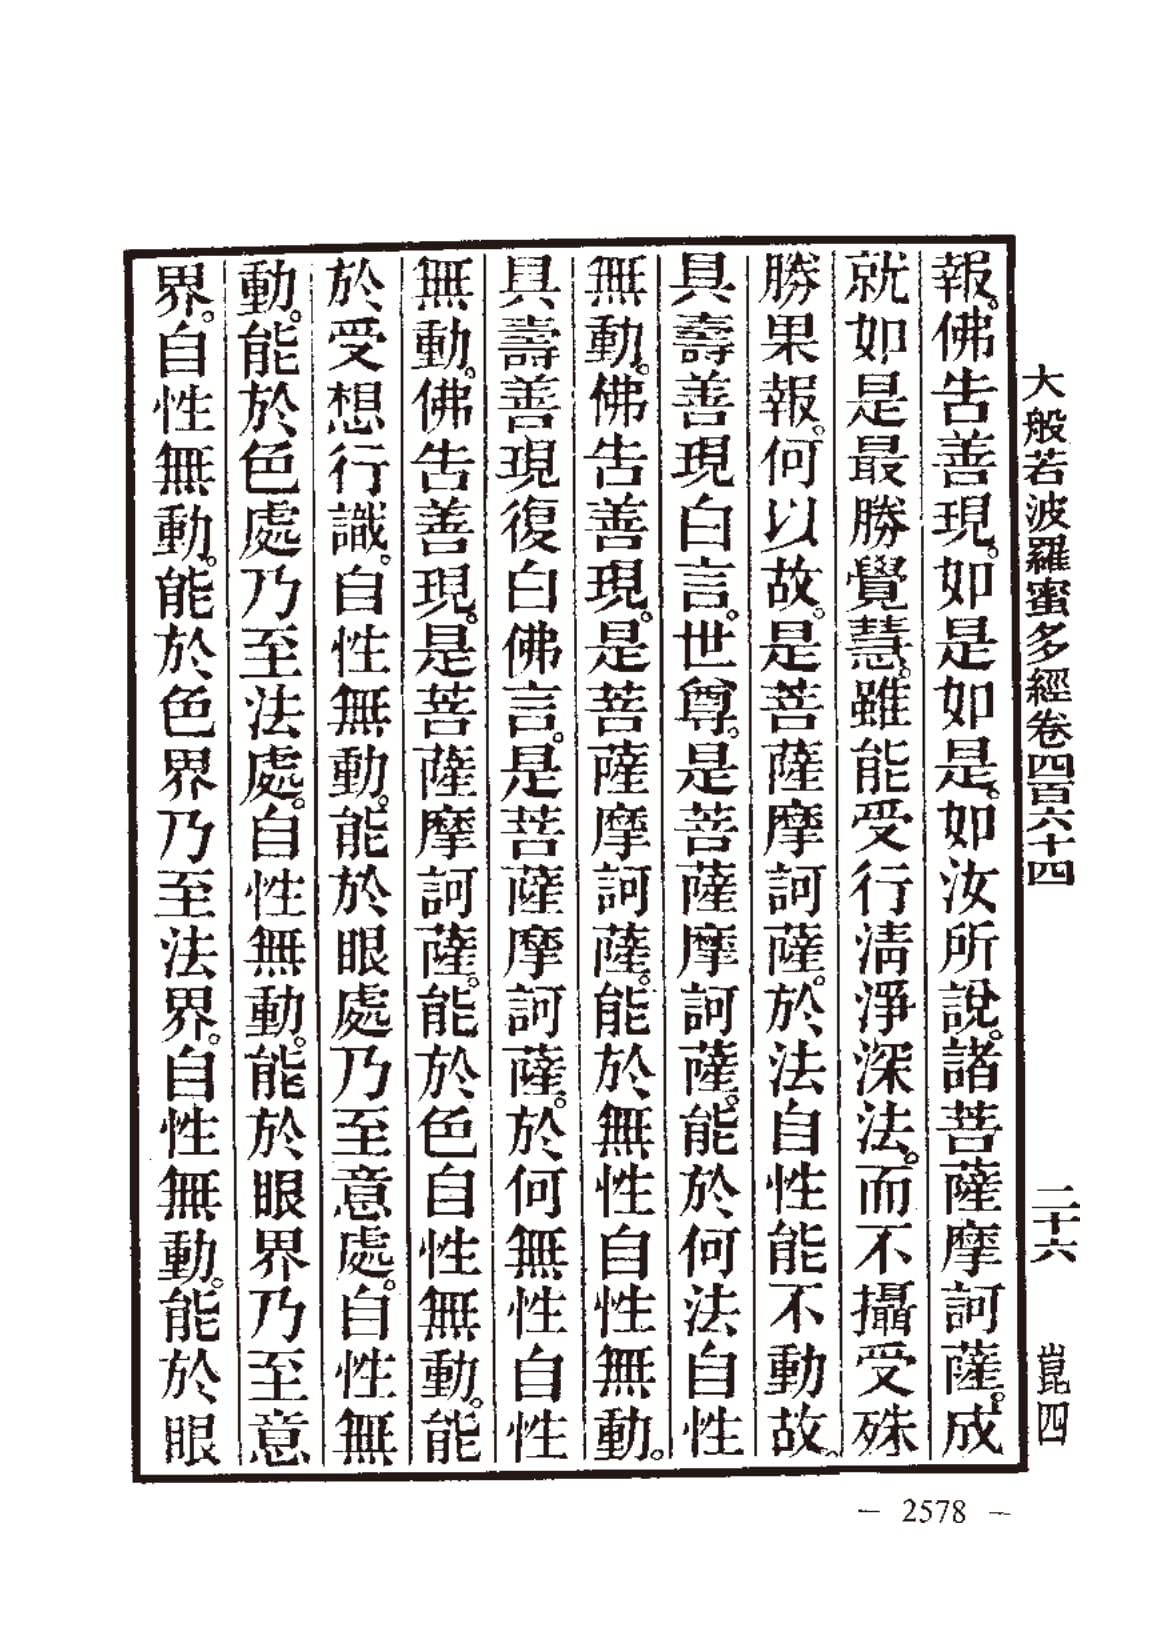 大般若波羅蜜多經卷四百六十四　二十六　崑四
報。佛告善現。如是如是。如汝所說。諸菩薩摩訶薩。成
就如是最勝覺慧。雖能受行清淨深法。而不攝受殊
勝果報。何以故。是菩薩摩訶薩。於法自性能不動故。
具壽善現白言。世尊。是菩薩摩訶薩。能於何法自性
無動。佛告善現。是菩薩摩訶薩。能於無性自性無動。
具壽善現復白佛言。是菩薩摩訶薩。於何無性自性
無動。佛告善現。是菩薩摩訶薩。能於色自性無動。能
於受想行識。自性無動。能於眼處乃至意處。自性無
動。能於色處乃至法處。自性無動。能於眼界乃至意
界。自性無動。能於色界乃至法界。自性無動。能於眼
— 2578 —